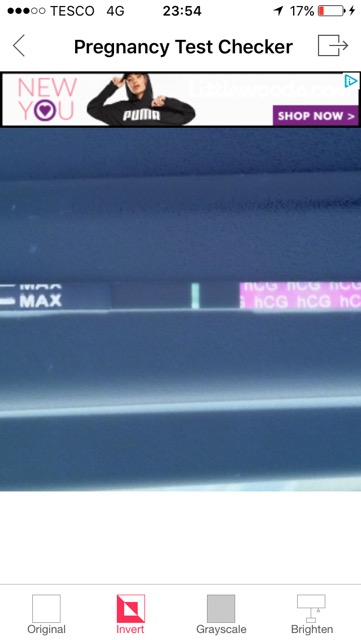 TESCO 4G 23:54 17%
Pregnancy Test Checker
NEW
YOU
PUMA
SHOP NOW >
MAX hCG hCG hCG
MAX hCG hCG hC
Original Invert Grayscale Brighten